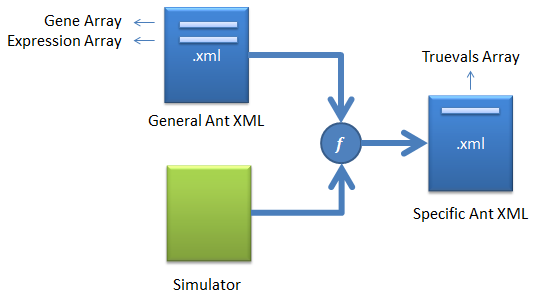 Gene Array
Expression Array
.xml
General Ant XML
Truevals Array
f
.xml
Specific Ant XML
Simulator